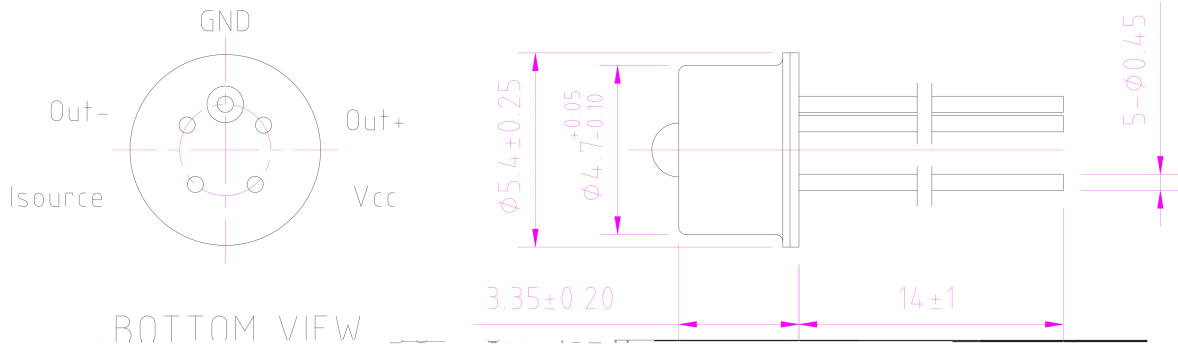 GND
Out-
Out+
Isource
Vcc
BOTTOM VIEW
Φ5.4±0.25
Φ4.7+0.05-0.10
3.35±0.20
14±1
5-Φ0.45